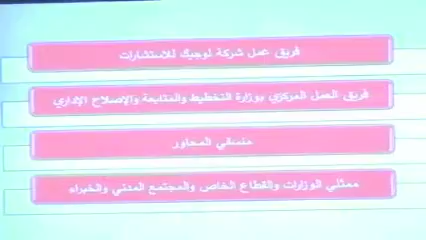 فريق عمل شركة لوجيك للاستشارات
فريق العمل المركزي بوزارة التخطيط والمتابعة والإصلاح الإداري
منسقي المحاور
ممثلي الوزارات والقطاع الخاص والمجتمع المدني والخبراء